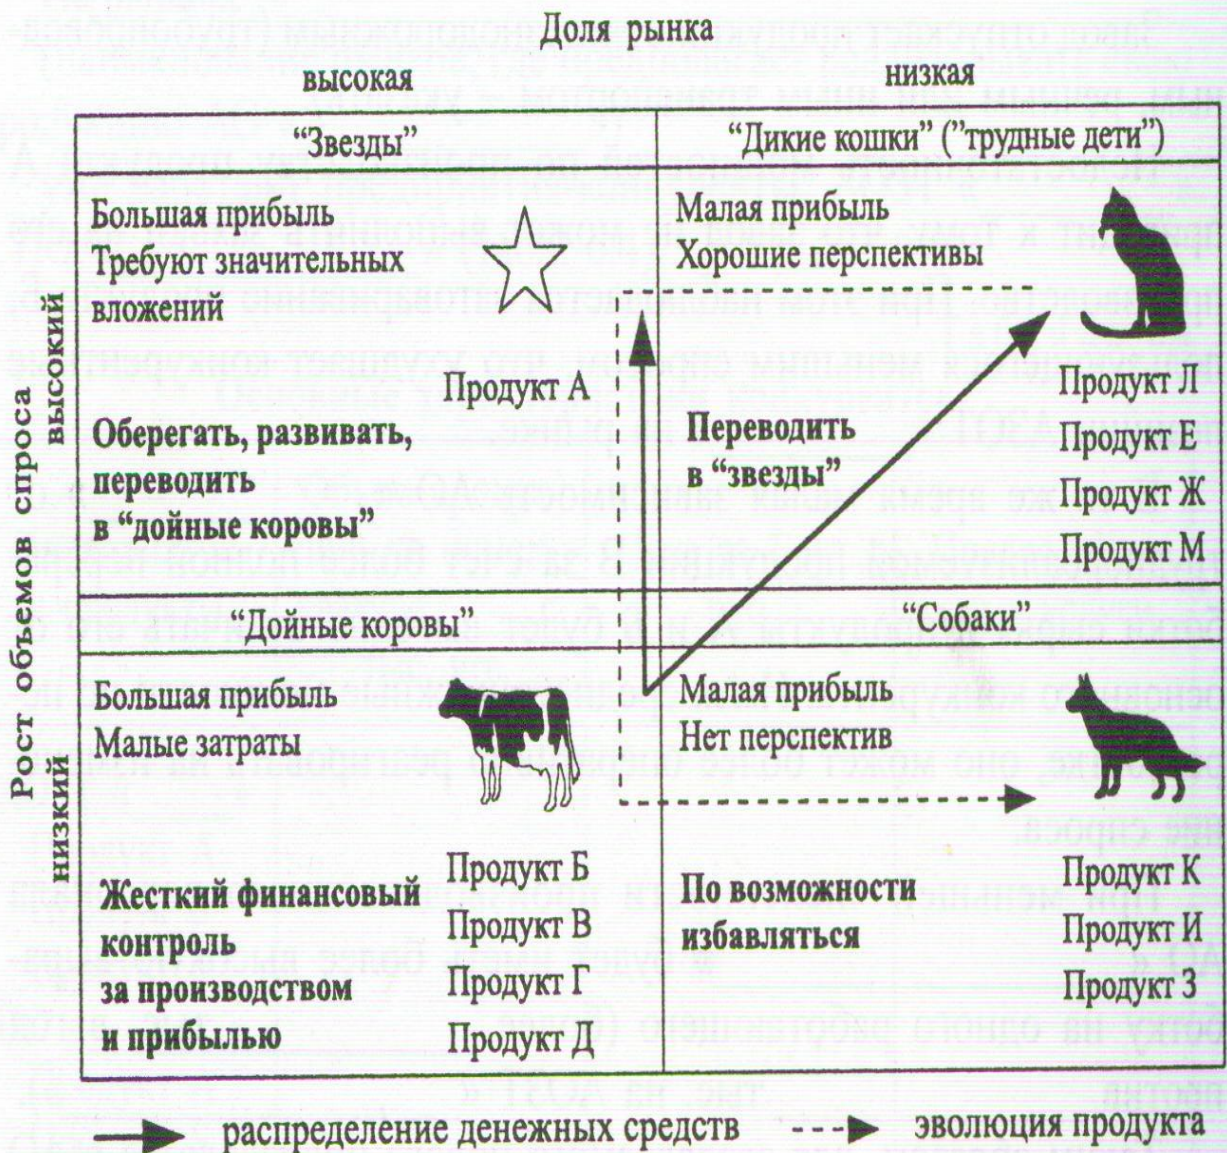 Доля рынка
высокая
низкая
Рост объемов спроса
высокий
низкий
“Звезды”
Большая прибыль
Требуют значительных
вложений
Продукт А
Оберегать, развивать,
переводить
в “дойные коровы”
“Дикие кошки” (”трудные дети”)
Малая прибыль
Хорошие перспективы
Переводить
в “звезды”
Продукт Л
Продукт Е
Продукт Ж
Продукт М
“Дойные коровы”
Большая прибыль
Малые затраты
Жесткий финансовый
контроль
за производством
и прибылью
Продукт Б
Продукт В
Продукт Г
Продукт Д
“Собаки”
Малая прибыль
Нет перспектив
По возможности
избавляться
Продукт К
Продукт И
Продукт З
распределение денежных средств
эволюция продукта